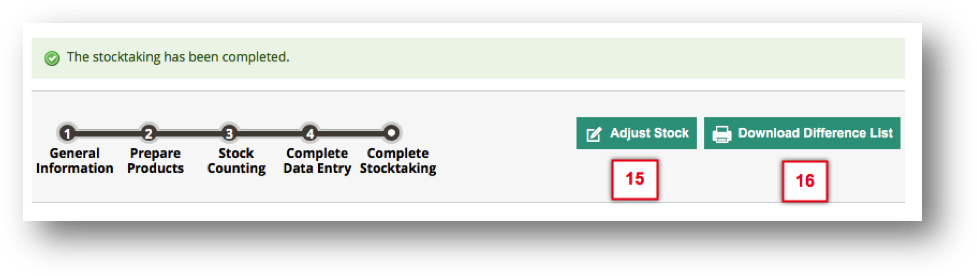 The stocktaking has been completed.
1 2 3 4
General Prepare Stock Complete Complete
Information Products Counting Data Entry Stocktaking
Adjust Stock Download Difference List
15 16